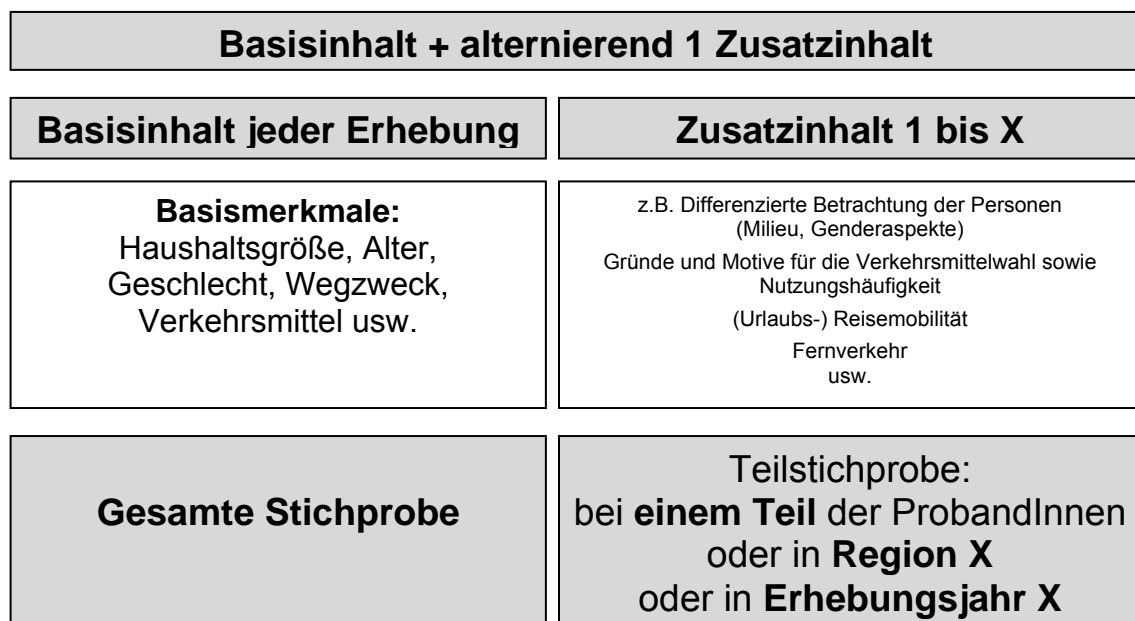 Basisinhalt + alternierend 1 Zusatzinhalt
Basisinhalt jeder Erhebung
Zusatzinhalt 1 bis X
Basismerkmale:
Haushaltsgröße, Alter,
Geschlecht, Wegzweck,
Verkehrsmittel usw.
z.B. Differenzierte Betrachtung der Personen
(Milieu, Genderaspekte)
Gründe und Motive für die Verkehrsmittelwahl sowie
Nutzungshäufigkeit
(Urlaubs-) Reisemobilität
Fernverkehr
usw.
Gesamte Stichprobe
Teilstichprobe:
bei einem Teil der ProbandInnen
oder in Region X
oder in Erhebungsjahr X